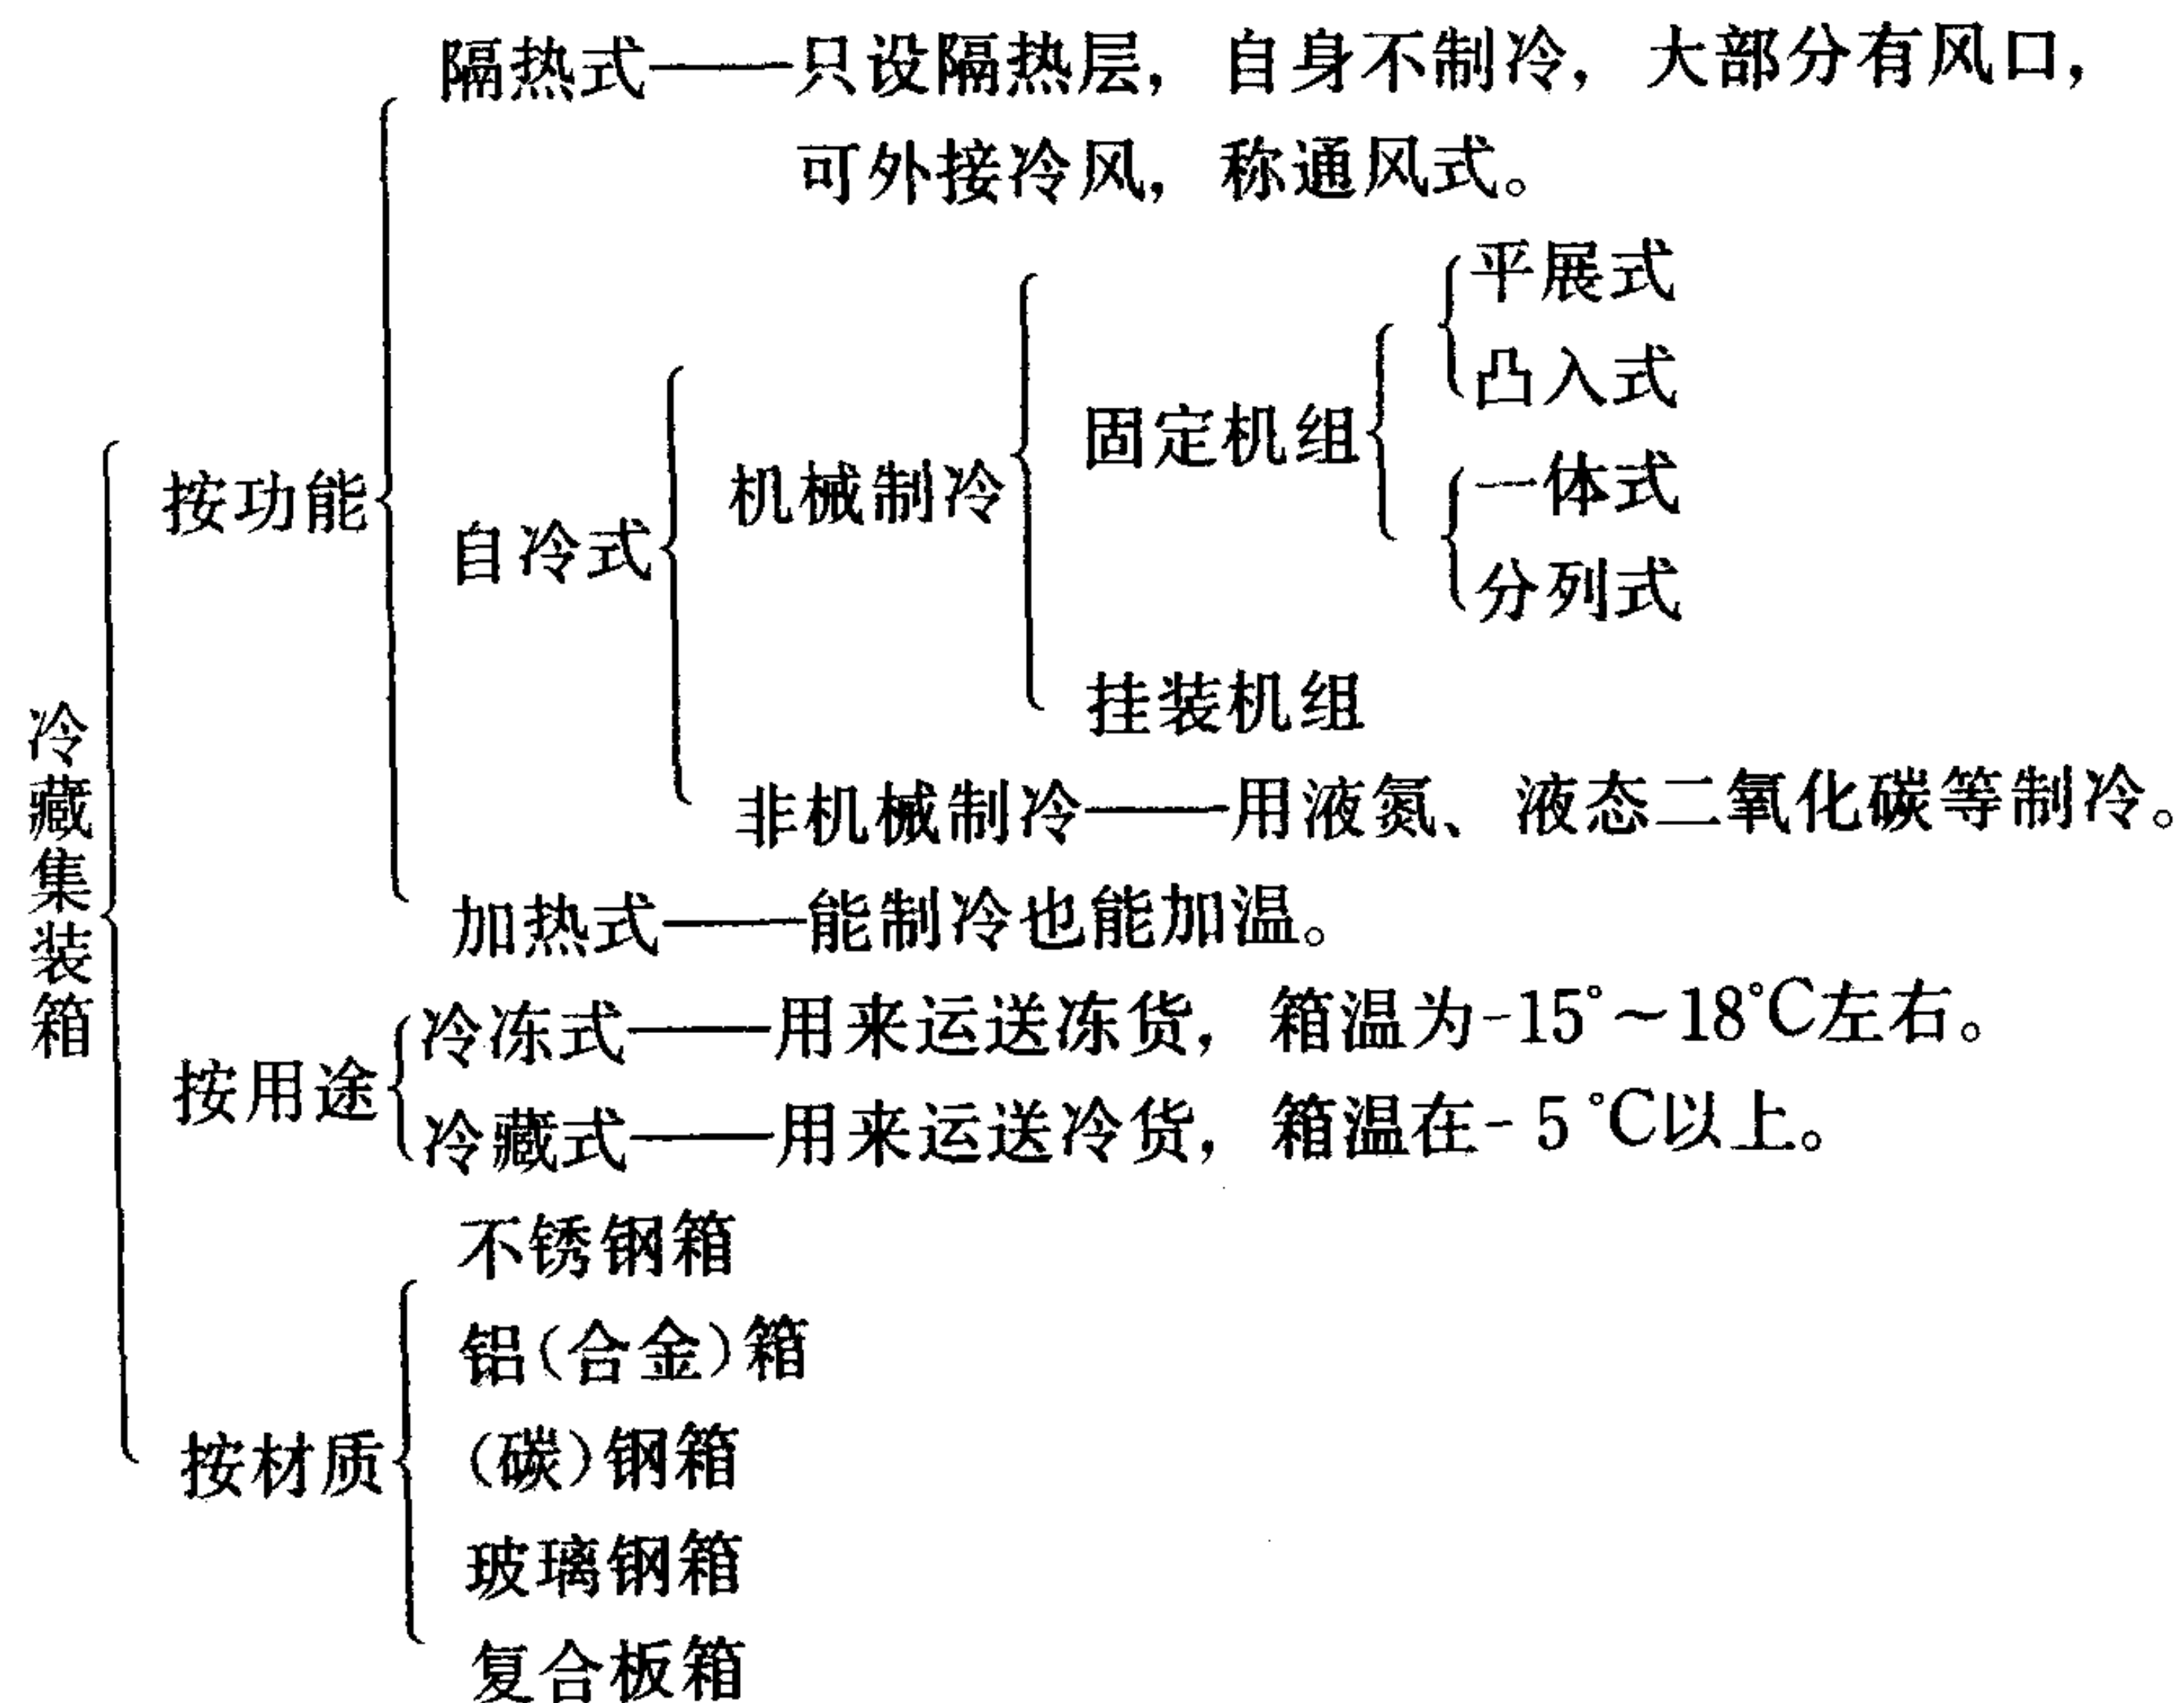 隔热式——只设隔热层，自身不制冷，大部分有风口，
可外接冷风，称通风式。
平展式
凸入式
固定机组
一体式
按功能
机械制冷
自冷式
分列式
挂装机组
冷藏集装箱
非机械制冷——用液氮、液态二氧化碳等制冷。
加热式——能制冷也能加温。
冷冻式——用来运送冻货，箱温为-15°～18°C左右。
按用途
冷藏式——用来运送冷货，箱温在-5°C以上。
不锈钢箱
铝(合金)箱
按材质
(碳)钢箱
玻璃钢箱
复合板箱